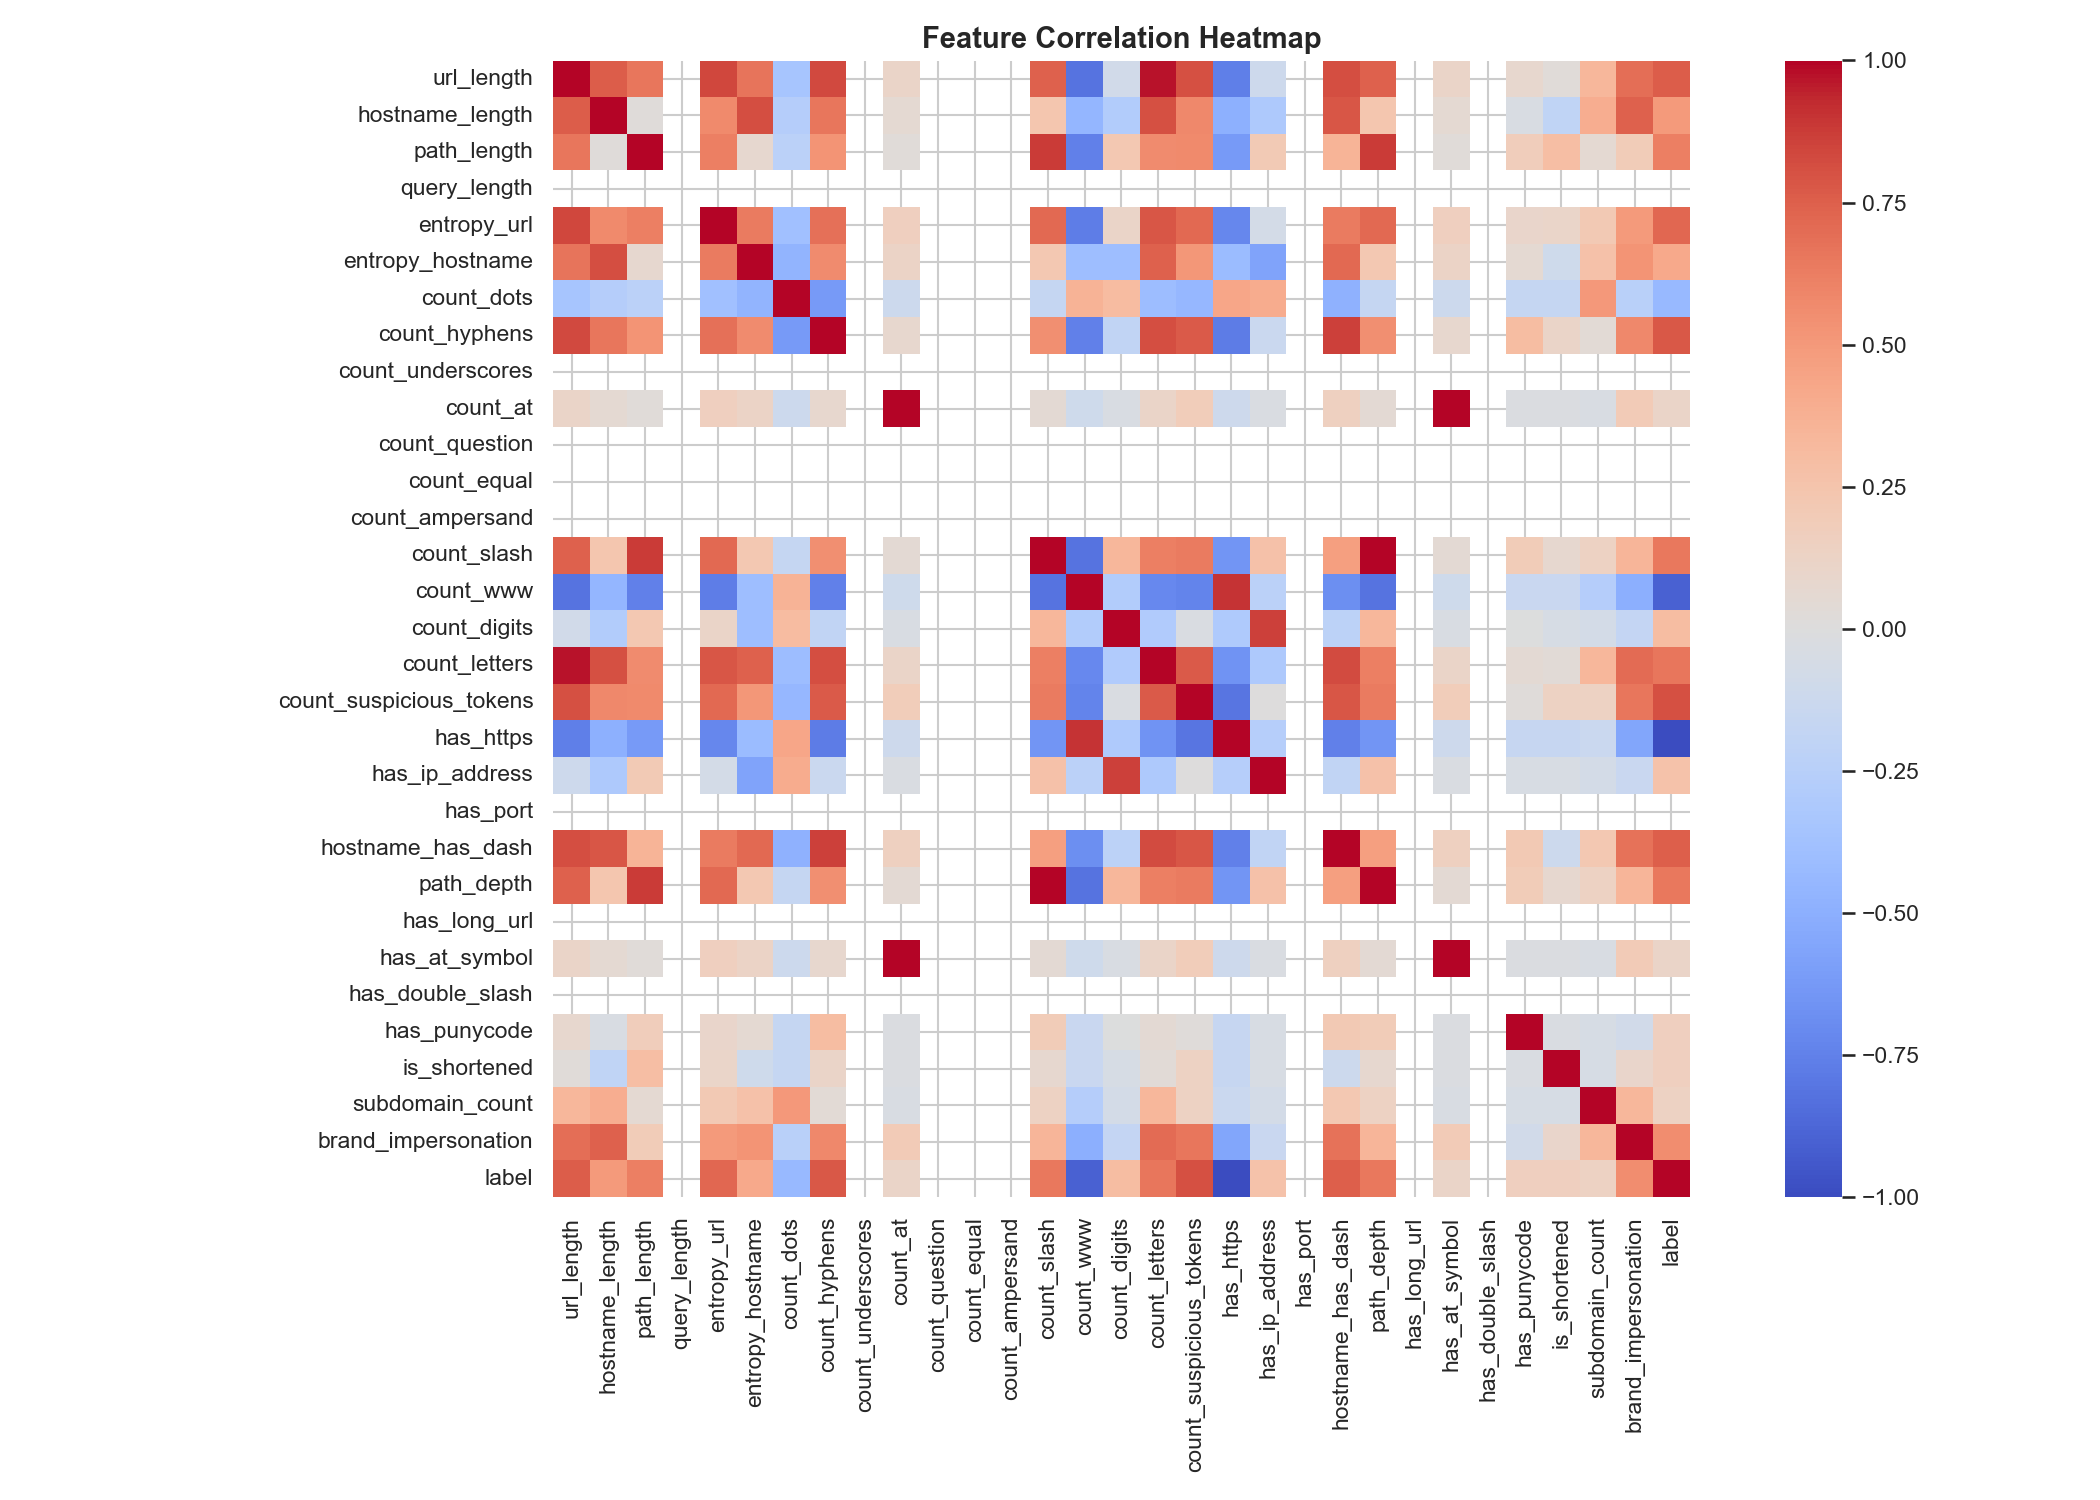 Feature Correlation Heatmap
url_length
hostname_length
path_length
query_length
entropy_url
entropy_hostname
count_dots
count_hyphens
count_underscores
count_at
count_question
count_equal
count_ampersand
count_slash
count_www
count_digits
count_letters
count_suspicious_tokens
has_https
has_ip_address
has_port
hostname_has_dash
path_depth
has_long_url
has_at_symbol
has_double_slash
has_punycode
is_shortened
subdomain_count
brand_impersonation
label
url_length
hostname_length
path_length
query_length
entropy_url
entropy_hostname
count_dots
count_hyphens
count_underscores
count_at
count_question
count_equal
count_ampersand
count_slash
count_www
count_digits
count_letters
count_suspicious_tokens
has_https
has_ip_address
has_port
hostname_has_dash
path_depth
has_long_url
has_at_symbol
has_double_slash
has_punycode
is_shortened
subdomain_count
brand_impersonation
label
1.00
0.75
0.50
0.25
0.00
−0.25
−0.50
−0.75
−1.00